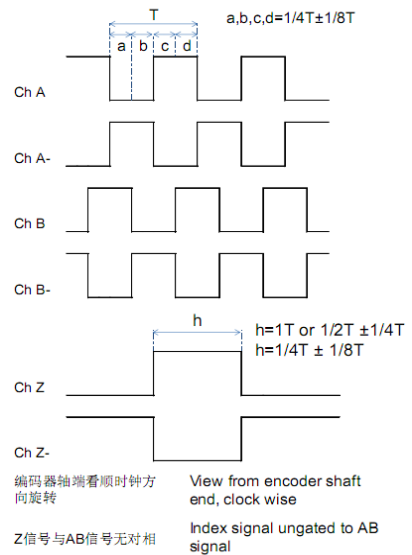 T
a,b,c,d=1/4T±1/8T
a b c d
Ch A
Ch A-
Ch B
Ch B-
h
h=1T or 1/2T ±1/4T
h=1/4T ± 1/8T
Ch Z
Ch Z-
编码器轴端看顺时钟方
向旋转
View from encoder shaft
end, clock wise
Z信号与AB信号无对相
Index signal ungated to AB
signal